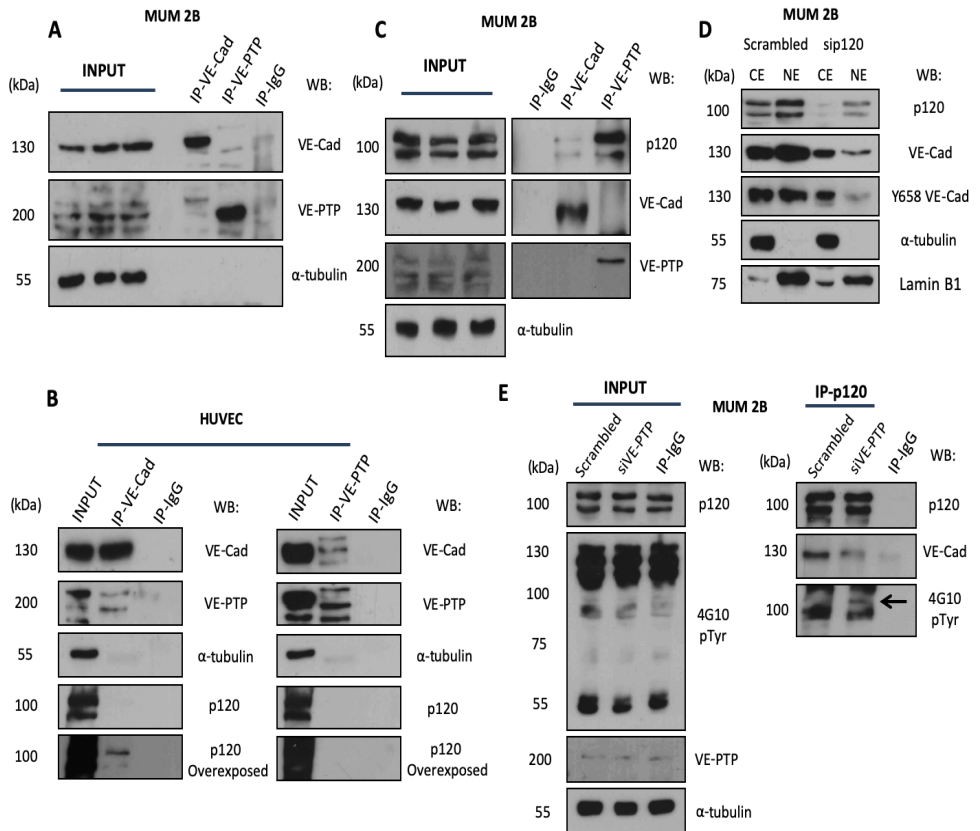 A
MUM 2B
(kDa)
INPUT
IP-VE-Cad
IP-VE-PTP
IP-IgG
WB:
130
VE-Cad
200
VE-PTP
55
α-tubulin
C
MUM 2B
(kDa)
INPUT
IP-IgG
IP-VE-Cad
IP-VE-PTP
WB:
100
p120
130
VE-Cad
200
VE-PTP
55
α-tubulin
D
MUM 2B
Scrambled sip120
(kDa)
CE NE CE NE
WB:
100
p120
130
VE-Cad
130
Y658 VE-Cad
55
α-tubulin
75
Lamin B1
B
HUVEC
(kDa)
INPUT
IP-VE-Cad
IP-IgG
WB:
INPUT
IP-VE-PTP
IP-IgG
WB:
130
VE-Cad
VE-Cad
200
VE-PTP
VE-PTP
55
α-tubulin
α-tubulin
100
p120
p120
100
p120
Overexposed
p120
Overexposed
E
INPUT
MUM 2B
IP-p120
(kDa)
Scrambled
siVE-PTP
IP-IgG
WB:
100
p120
130
100
75
55
4G10
pTyr
200
VE-PTP
55
α-tubulin
(kDa)
Scrambled
siVE-PTP
IP-IgG
WB:
100
p120
130
VE-Cad
100
4G10
pTyr